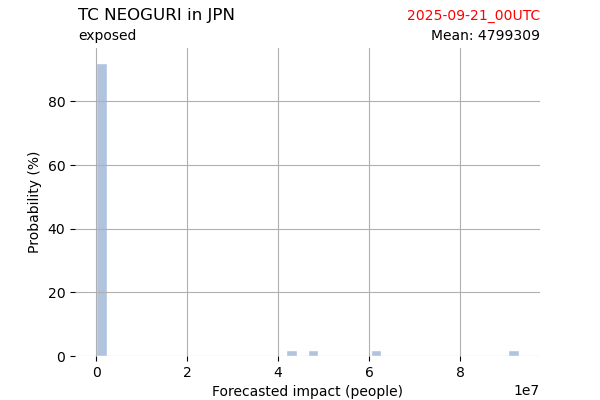 TC NEOGURI in JPN
2025-09-21_00UTC
exposed
Mean: 4799309
Probability (%)
80
60
40
20
0
0 2 4 6 8
1e7
Forecasted impact (people)